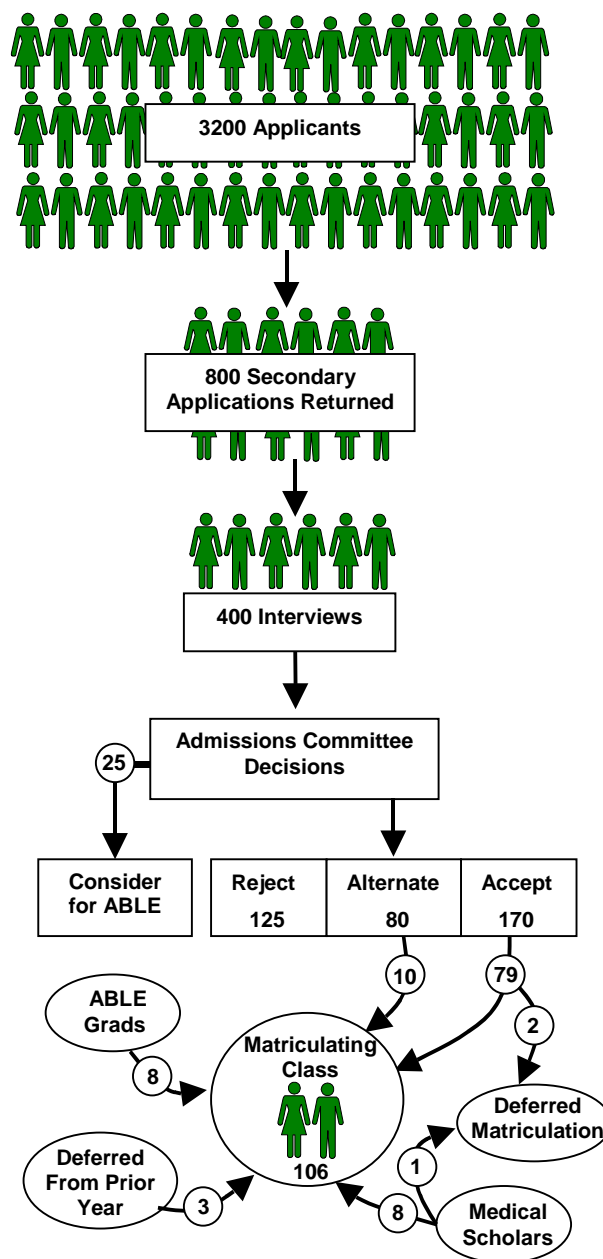 3200 Applicants
800 Secondary
Applications Returned
400 Interviews
Admissions Committee
Decisions
25
Consider
for ABLE
Reject
125
Alternate
80
Accept
170
10
79
2
ABLE
Grads
8
Matriculating
Class
106
Deferred
Matriculation
1
Deferred
From Prior
Year
3
8
Medical
Scholars